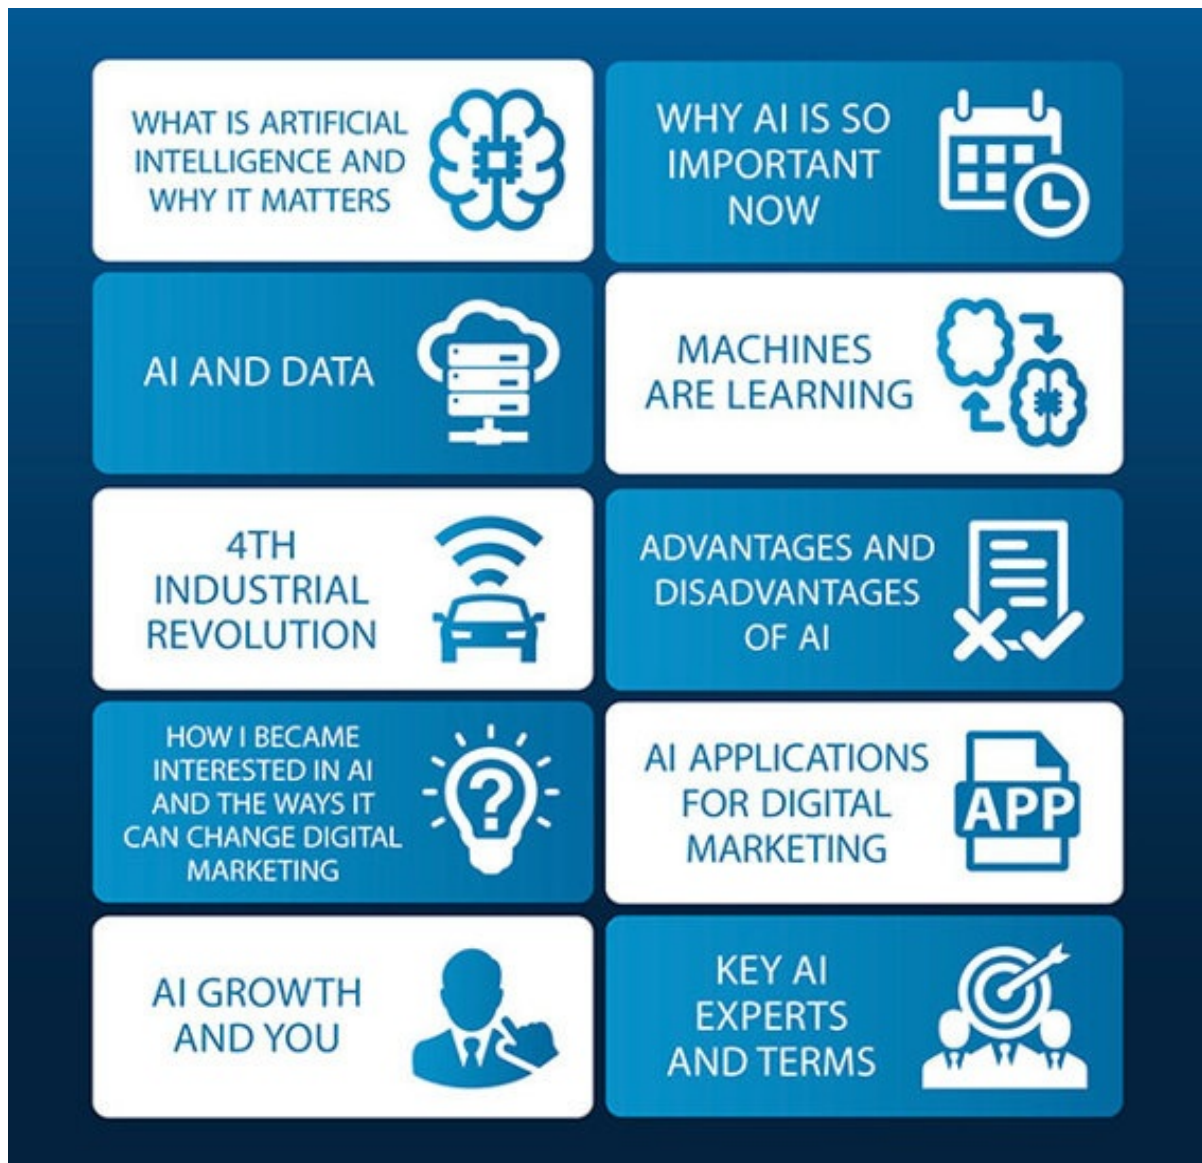 WHAT IS ARTIFICIAL
INTELLIGENCE AND
WHY IT MATTERS
WHY AI IS SO
IMPORTANT
NOW
AI AND DATA
MACHINES
ARE LEARNING
4TH
INDUSTRIAL
REVOLUTION
ADVANTAGES AND
DISADVANTAGES
OF AI
HOW I BECAME
INTERESTED IN AI
AND THE WAYS IT
CAN CHANGE DIGITAL
MARKETING
AI APPLICATIONS
FOR DIGITAL
MARKETING
APP
AI GROWTH
AND YOU
KEY AI
EXPERTS
AND TERMS